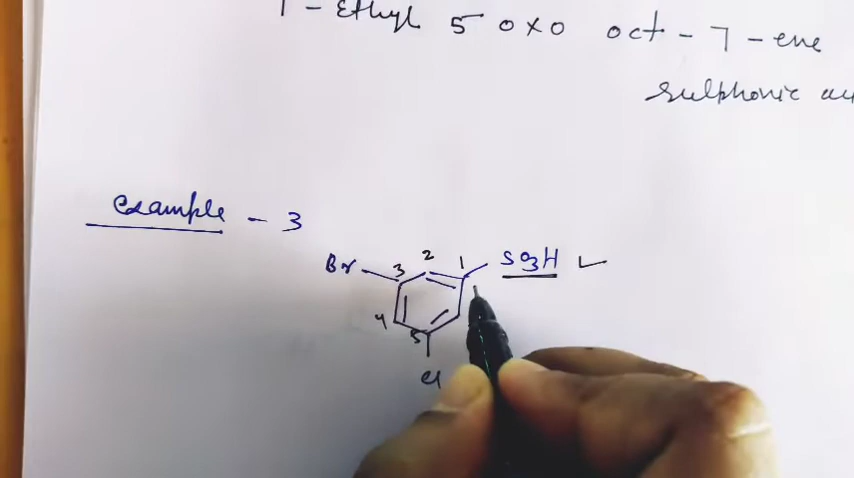 1 - Ethyl 5 oxo oct - 7 - ene
sulphonic
Example - 3
Br 3 2 1 SO3H ✓
4 5
Cl